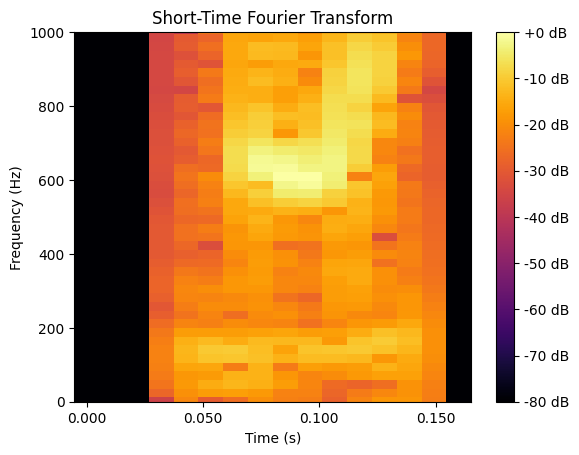 Short-Time Fourier Transform
Frequency (Hz)
1000
800
600
400
200
0
0.000
0.050
0.100
0.150
Time (s)
+0 dB
-10 dB
-20 dB
-30 dB
-40 dB
-50 dB
-60 dB
-70 dB
-80 dB